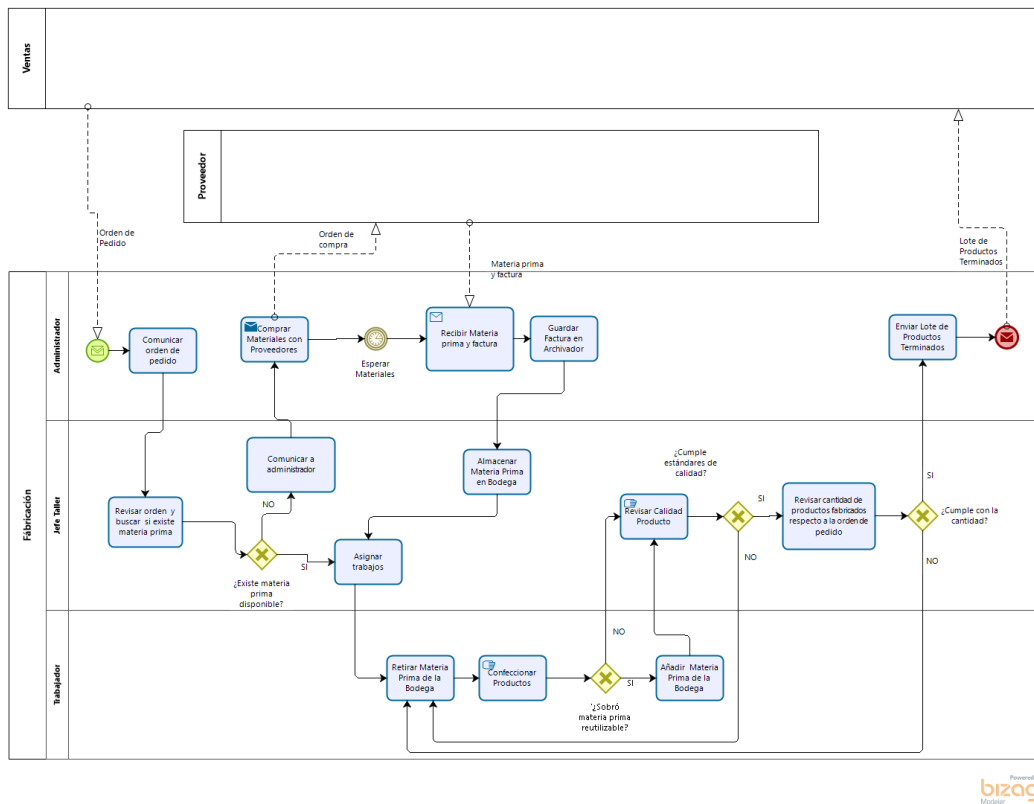 Ventas
Proveedor
Orden de
Pedido
Orden de
compra
Materia prima
y factura
Lote de
Productos
Terminados
Fábricación
Administrador
Comunicar
orden de
pedido
Comprar
Materiales con
Proveedores
Esperar
Materiales
Recibir Materia
prima y factura
Guardar
Factura en
Archivador
Enviar Lote de
Productos
Terminados
Jefe Taller
Revisar orden y
buscar si existe
materia prima
Comunicar a
administrador
NO
SI
¿Existe materia
prima
disponible?
Asignar
trabajos
Almacenar
Materia Prima
en Bodega
Revisar Calidad
Producto
¿Cumple
estándares de
calidad?
SI
NO
Revisar cantidad de
productos fabricados
respecto a la orden de
pedido
SI
¿Cumple con la
cantidad?
NO
Trabajador
Retirar Materia
Prima de la
Bodega
Confeccionar
Productos
NO
SI
'¿Sobró
materia prima
reutilizable?
Añadir Materia
Prima de la
Bodega
Powered
bizag
Modeler